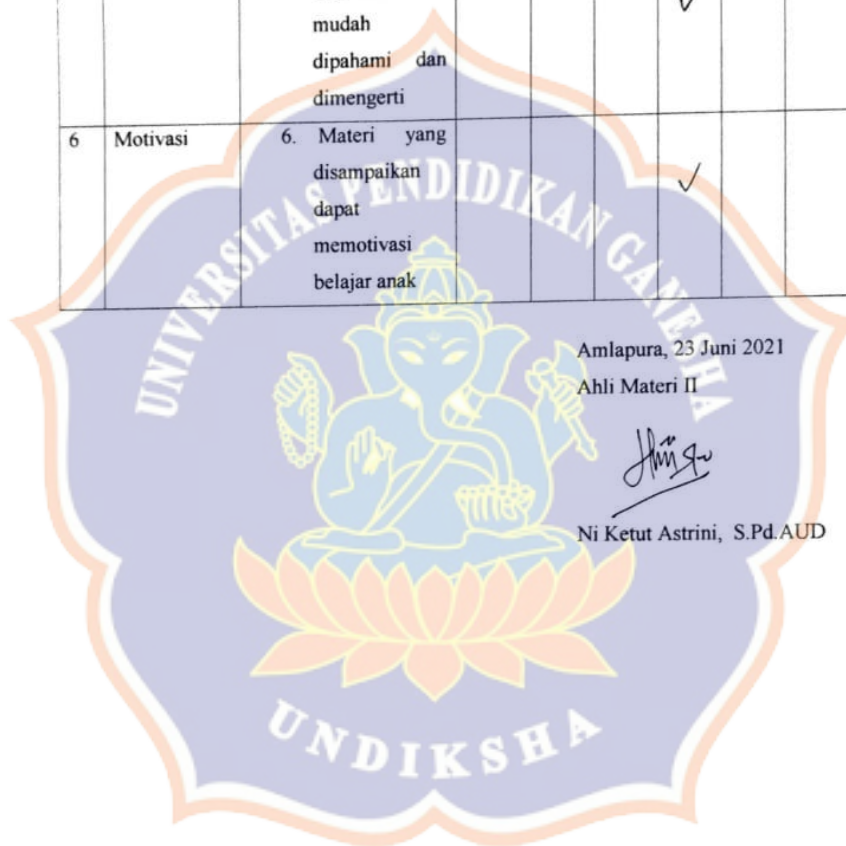 mudah
dipahami dan
dimengerti
6 Motivasi 6. Materi yang
disampaikan
dapat
memotivasi
belajar anak
✓
UNIVERSITAS PENDIDIKAN GANESHA
Amlapura, 23 Juni 2021
Ahli Materi II
Ni Ketut Astrini, S.Pd.AUD
UNDIKSHA